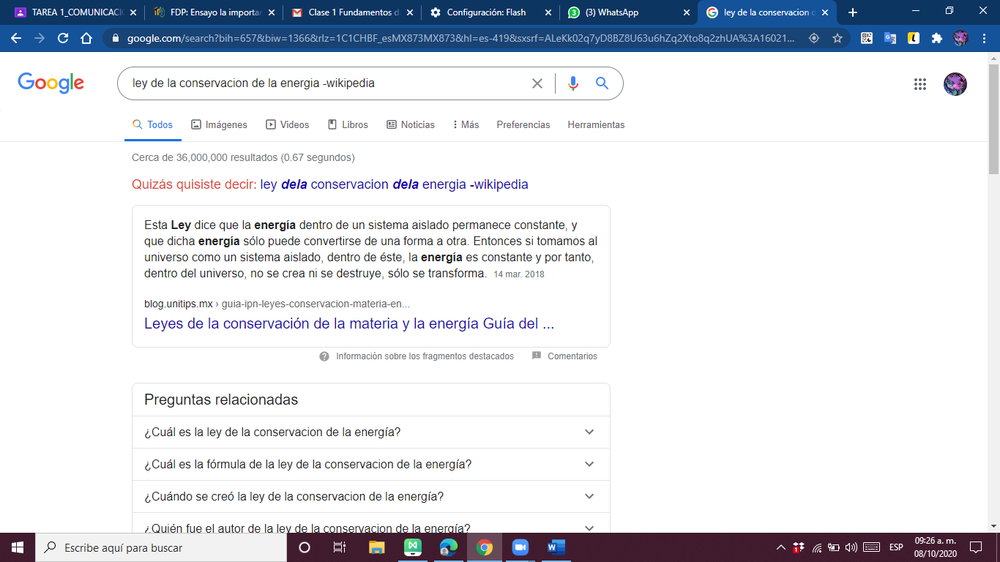 TAREA 1_COMUNICACI
FDP: Ensayo la importan
Clase 1 Fundamentos d
Configuración: Flash
(3) WhatsApp
ley de la conservacion d
google.com/search?bih=657&biw=1366&rlz=1C1CHBF_esMX873MX873&hl=es-419&sxsrf=ALeKk02q7yD8BZ8U63u6hZq2Xto8q2zhUA%3A16021...
Google
ley de la conservacion de la energia -wikipedia
Todos
Imágenes
Videos
Libros
Noticias
Más
Preferencias
Herramientas
Cerca de 36,000,000 resultados (0.67 segundos)
Quizás quisiste decir: ley dela conservacion dela energia -wikipedia
Esta Ley dice que la energía dentro de un sistema aislado permanece constante, y
que dicha energía sólo puede convertirse de una forma a otra. Entonces si tomamos al
universo como un sistema aislado, dentro de éste, la energía es constante y por tanto,
dentro del universo, no se crea ni se destruye, sólo se transforma. 14 mar. 2018
blog.unitips.mx › guia-ipn-leyes-conservacion-materia-en...
Leyes de la conservación de la materia y la energía Guía del ...
Información sobre los fragmentos destacados
Comentarios
Preguntas relacionadas
¿Cuál es la ley de la conservacion de la energía?
¿Cuál es la fórmula de la ley de la conservacion de la energía?
¿Cuándo se creó la ley de la conservacion de la energía?
¿Quién fue el autor de la ley de la conservacion de la energía?
Escribe aquí para buscar
ESP
09:26 a. m.
08/10/2020